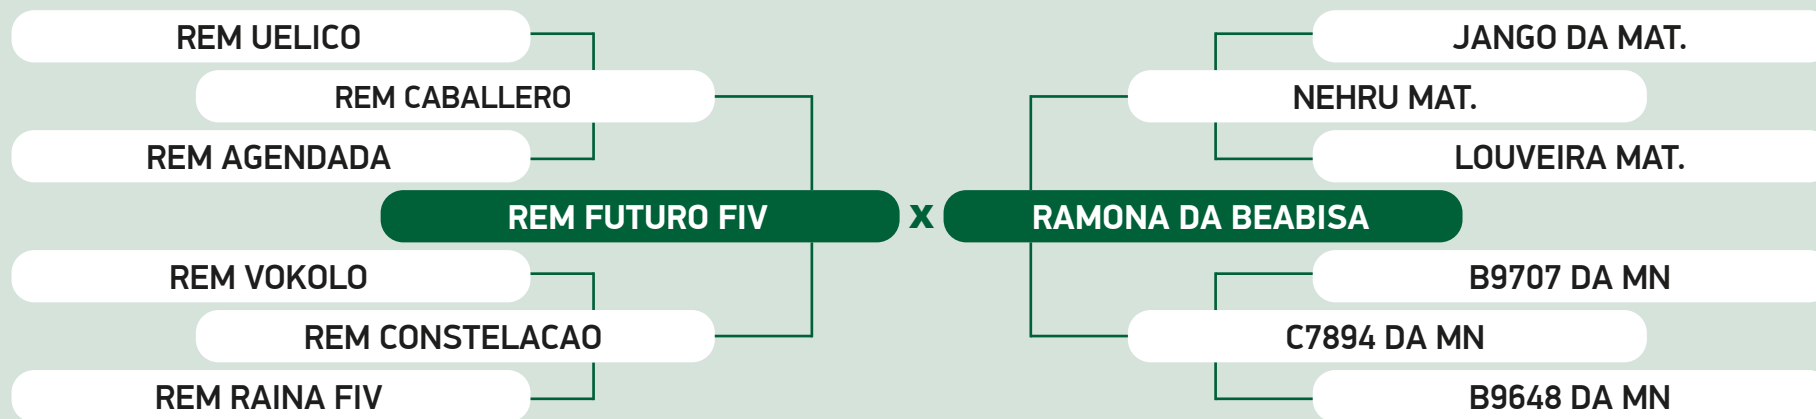 REM UELICO
JANGO DA MAT.
REM CABALLERO
NEHRU MAT.
REM AGENDADA
LOUVEIRA MAT.
REM FUTURO FIV X RAMONA DA BEABISA
REM VOKOLO
B9707 DA MN
REM CONSTELACAO
C7894 DA MN
REM RAINA FIV
B9648 DA MN